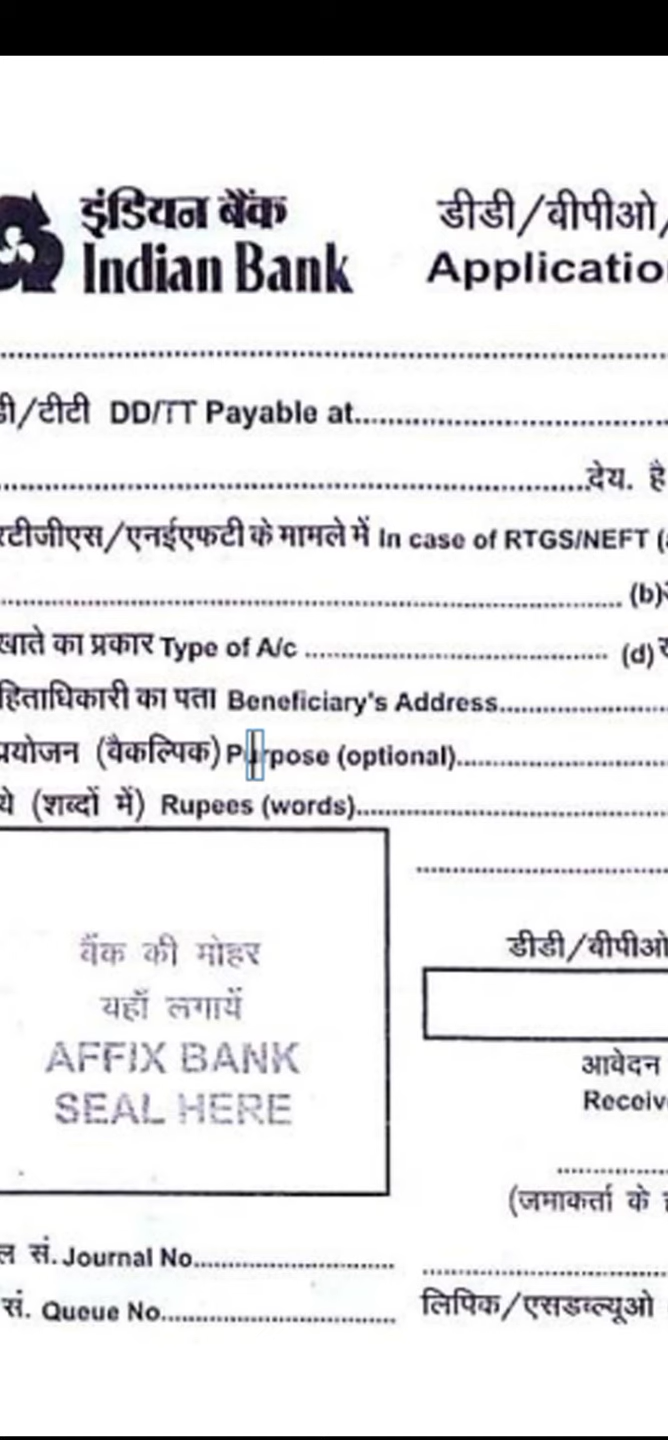 इंडियन बैंक
Indian Bank
डीडी/बीपीओ/
Application
डी/टीटी DD/TT Payable at
देय. है
रटीजीएस/एनईएफटी के मामले में In case of RTGS/NEFT (
(b)
खाते का प्रकार Type of A/c (d)
हिताधिकारी का पता Beneficiary's Address
प्रयोजन (वैकल्पिक) Purpose (optional)
ये (शब्दों में) Rupees (words)
बैंक की मोहर
यहाँ लगायें
AFFIX BANK
SEAL HERE
डीडी/बीपीओ
आवेदन
Receive
(जमाकर्ता के
सं. Journal No
सं. Queue No
लिपिक/एसडब्ल्यूओ